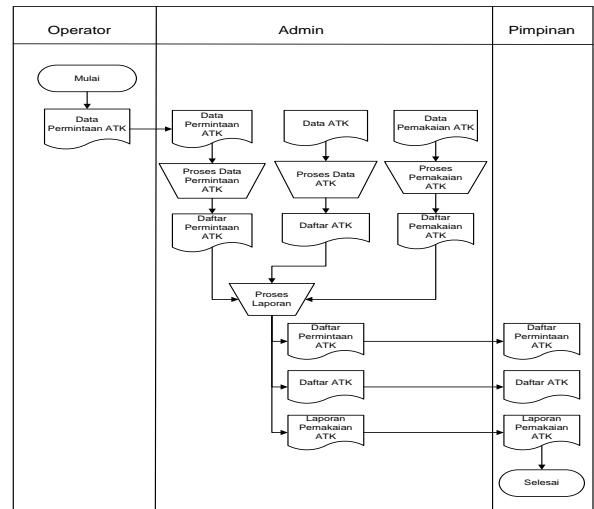 Operator
Admin
Pimpinan
Mulai
Data
Permintaan ATK
Data
Permintaan
ATK
Data ATK
Data
Pemakaian ATK
Proses Data
Permintaan
ATK
Proses Data
ATK
Proses
Pemakaian
ATK
Daftar
Permintaan
ATK
Daftar ATK
Daftar
Pemakaian
ATK
Proses
Laporan
Daftar
Permintaan
ATK
Daftar
Permintaan
ATK
Daftar ATK
Daftar ATK
Laporan
Pemakaian
ATK
Laporan
Pemakaian
ATK
Selesai